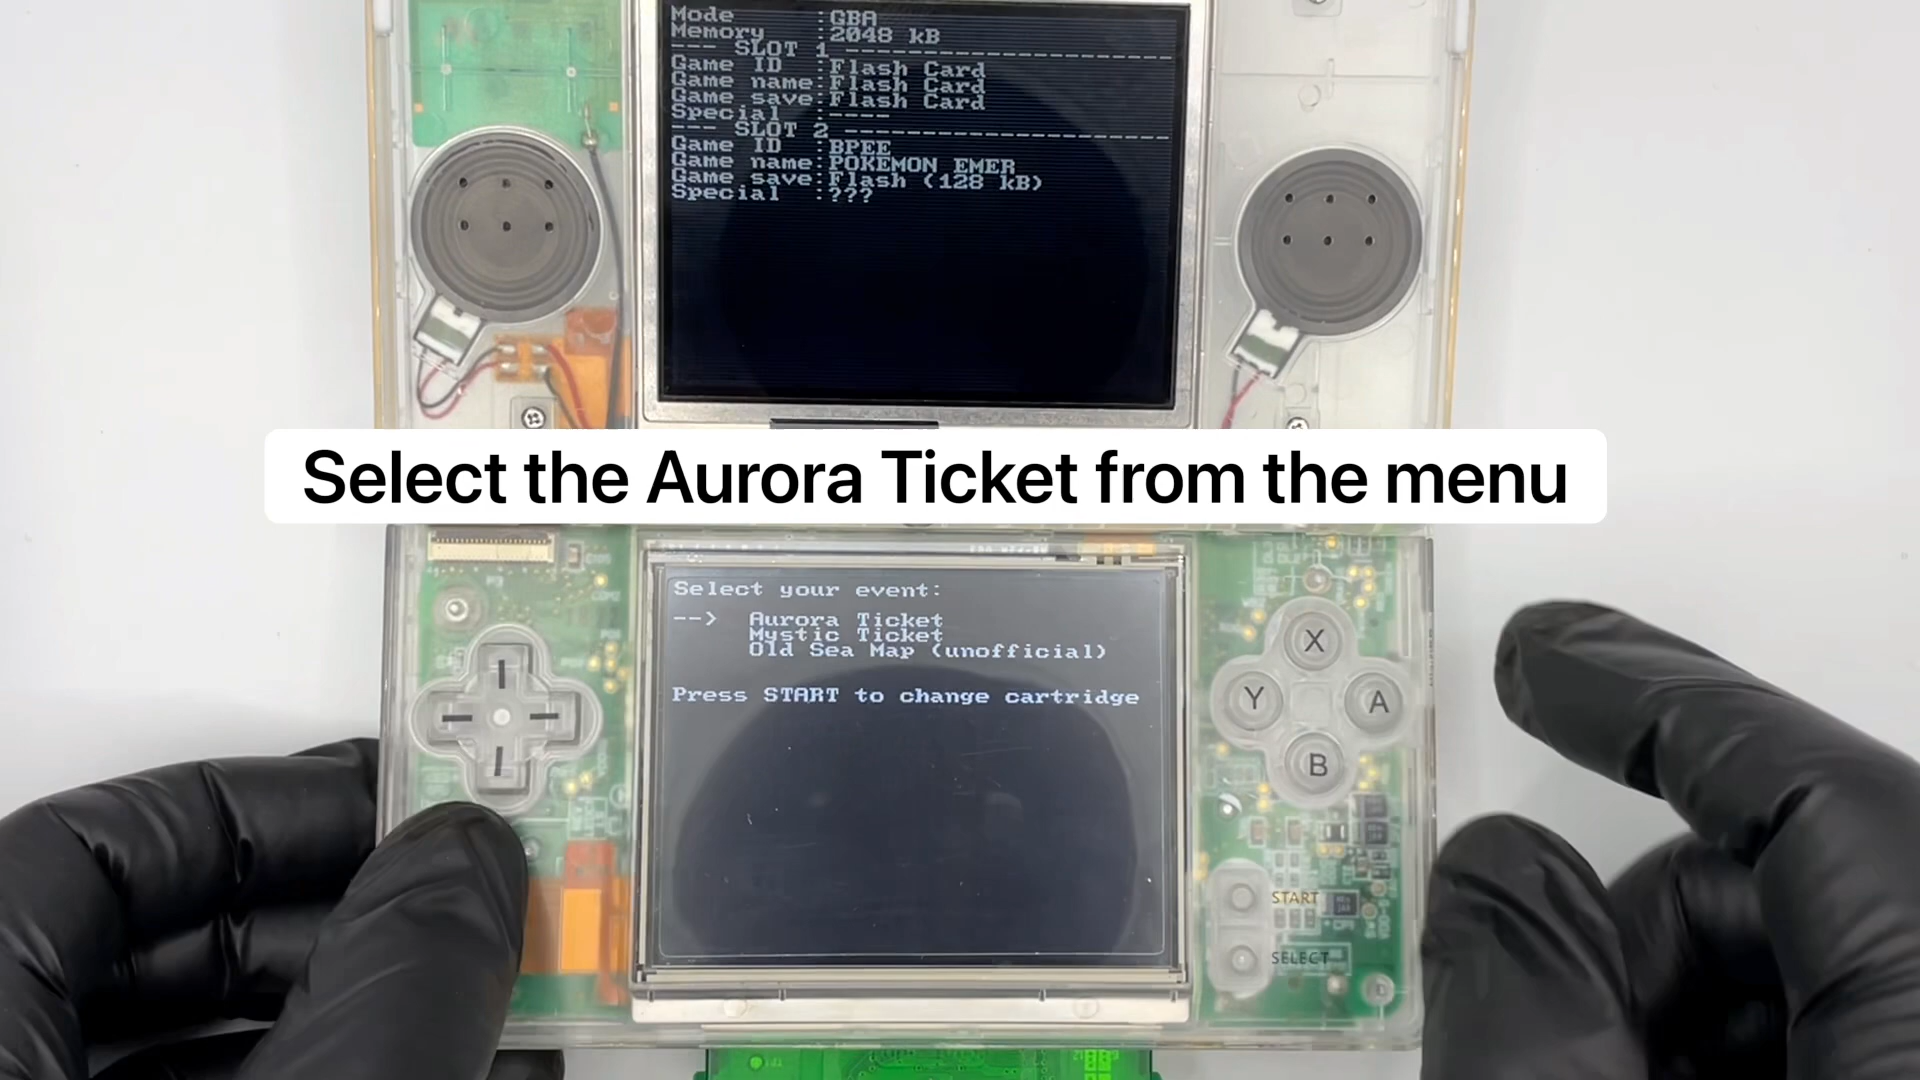 Mode :GBA
Memory :2048 kB
--- SLOT 1 ---------------------
Game ID :Flash Card
Game name:Flash Card
Game save:Flash Card
Special :----
--- SLOT 2 ---------------------
Game ID :BPEE
Game name:POKEMON EMER
Game save:Flash (128 kB)
Special :???
Select the Aurora Ticket from the menu
Select your event:
--> Aurora Ticket
Mystic Ticket
Old Sea Map (unofficial)
Press START to change cartridge
X
Y
A
B
START
SELECT